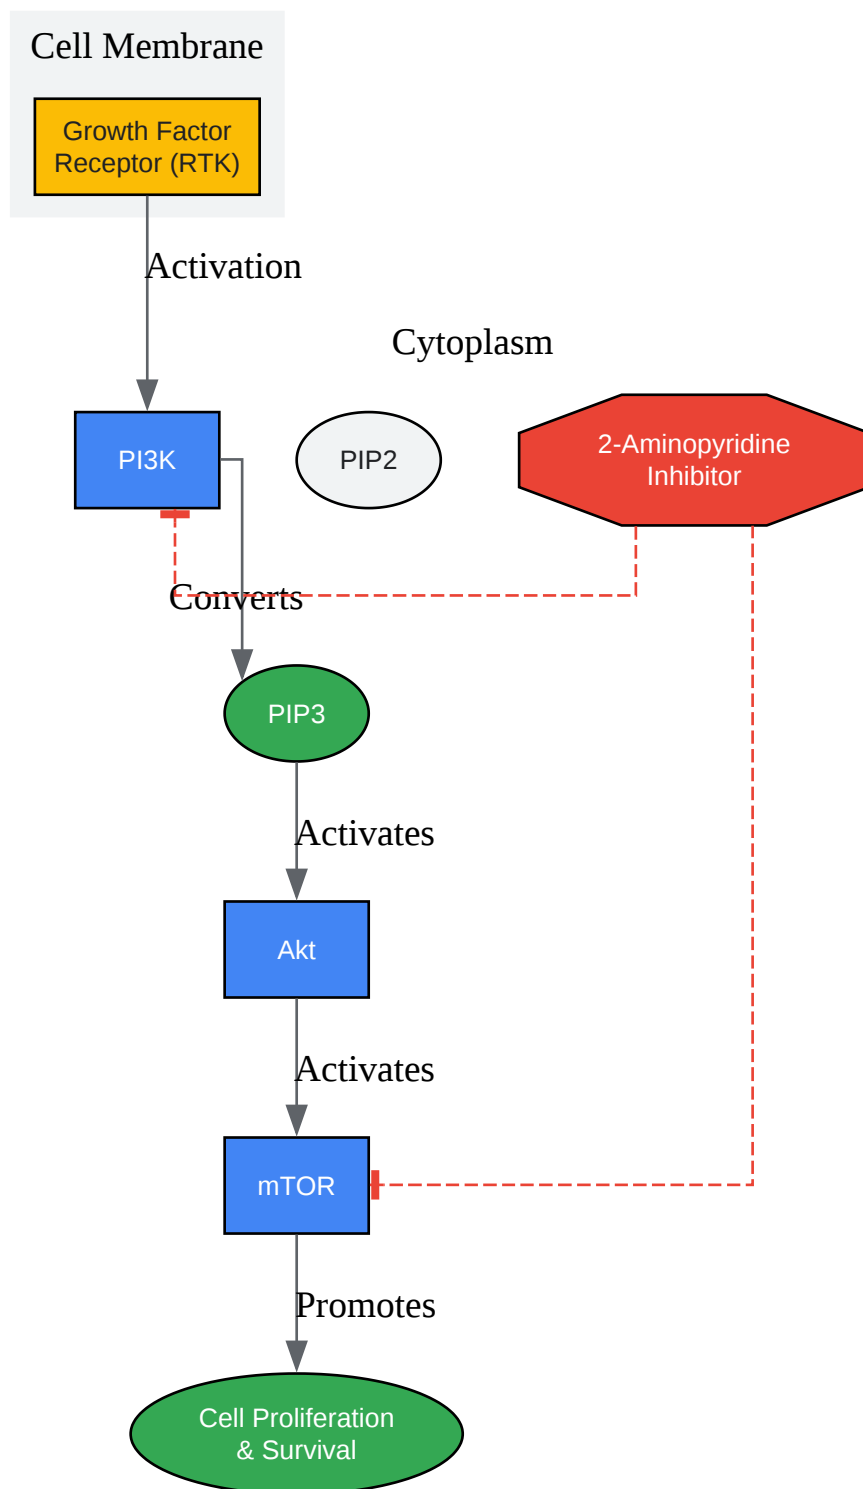 Cell Membrane
Growth Factor
Receptor (RTK)
Activation
Cytoplasm
PI3K
PIP2
2-Aminopyridine
Inhibitor
Converts
PIP3
Activates
Akt
Activates
mTOR
Promotes
Cell Proliferation
& Survival